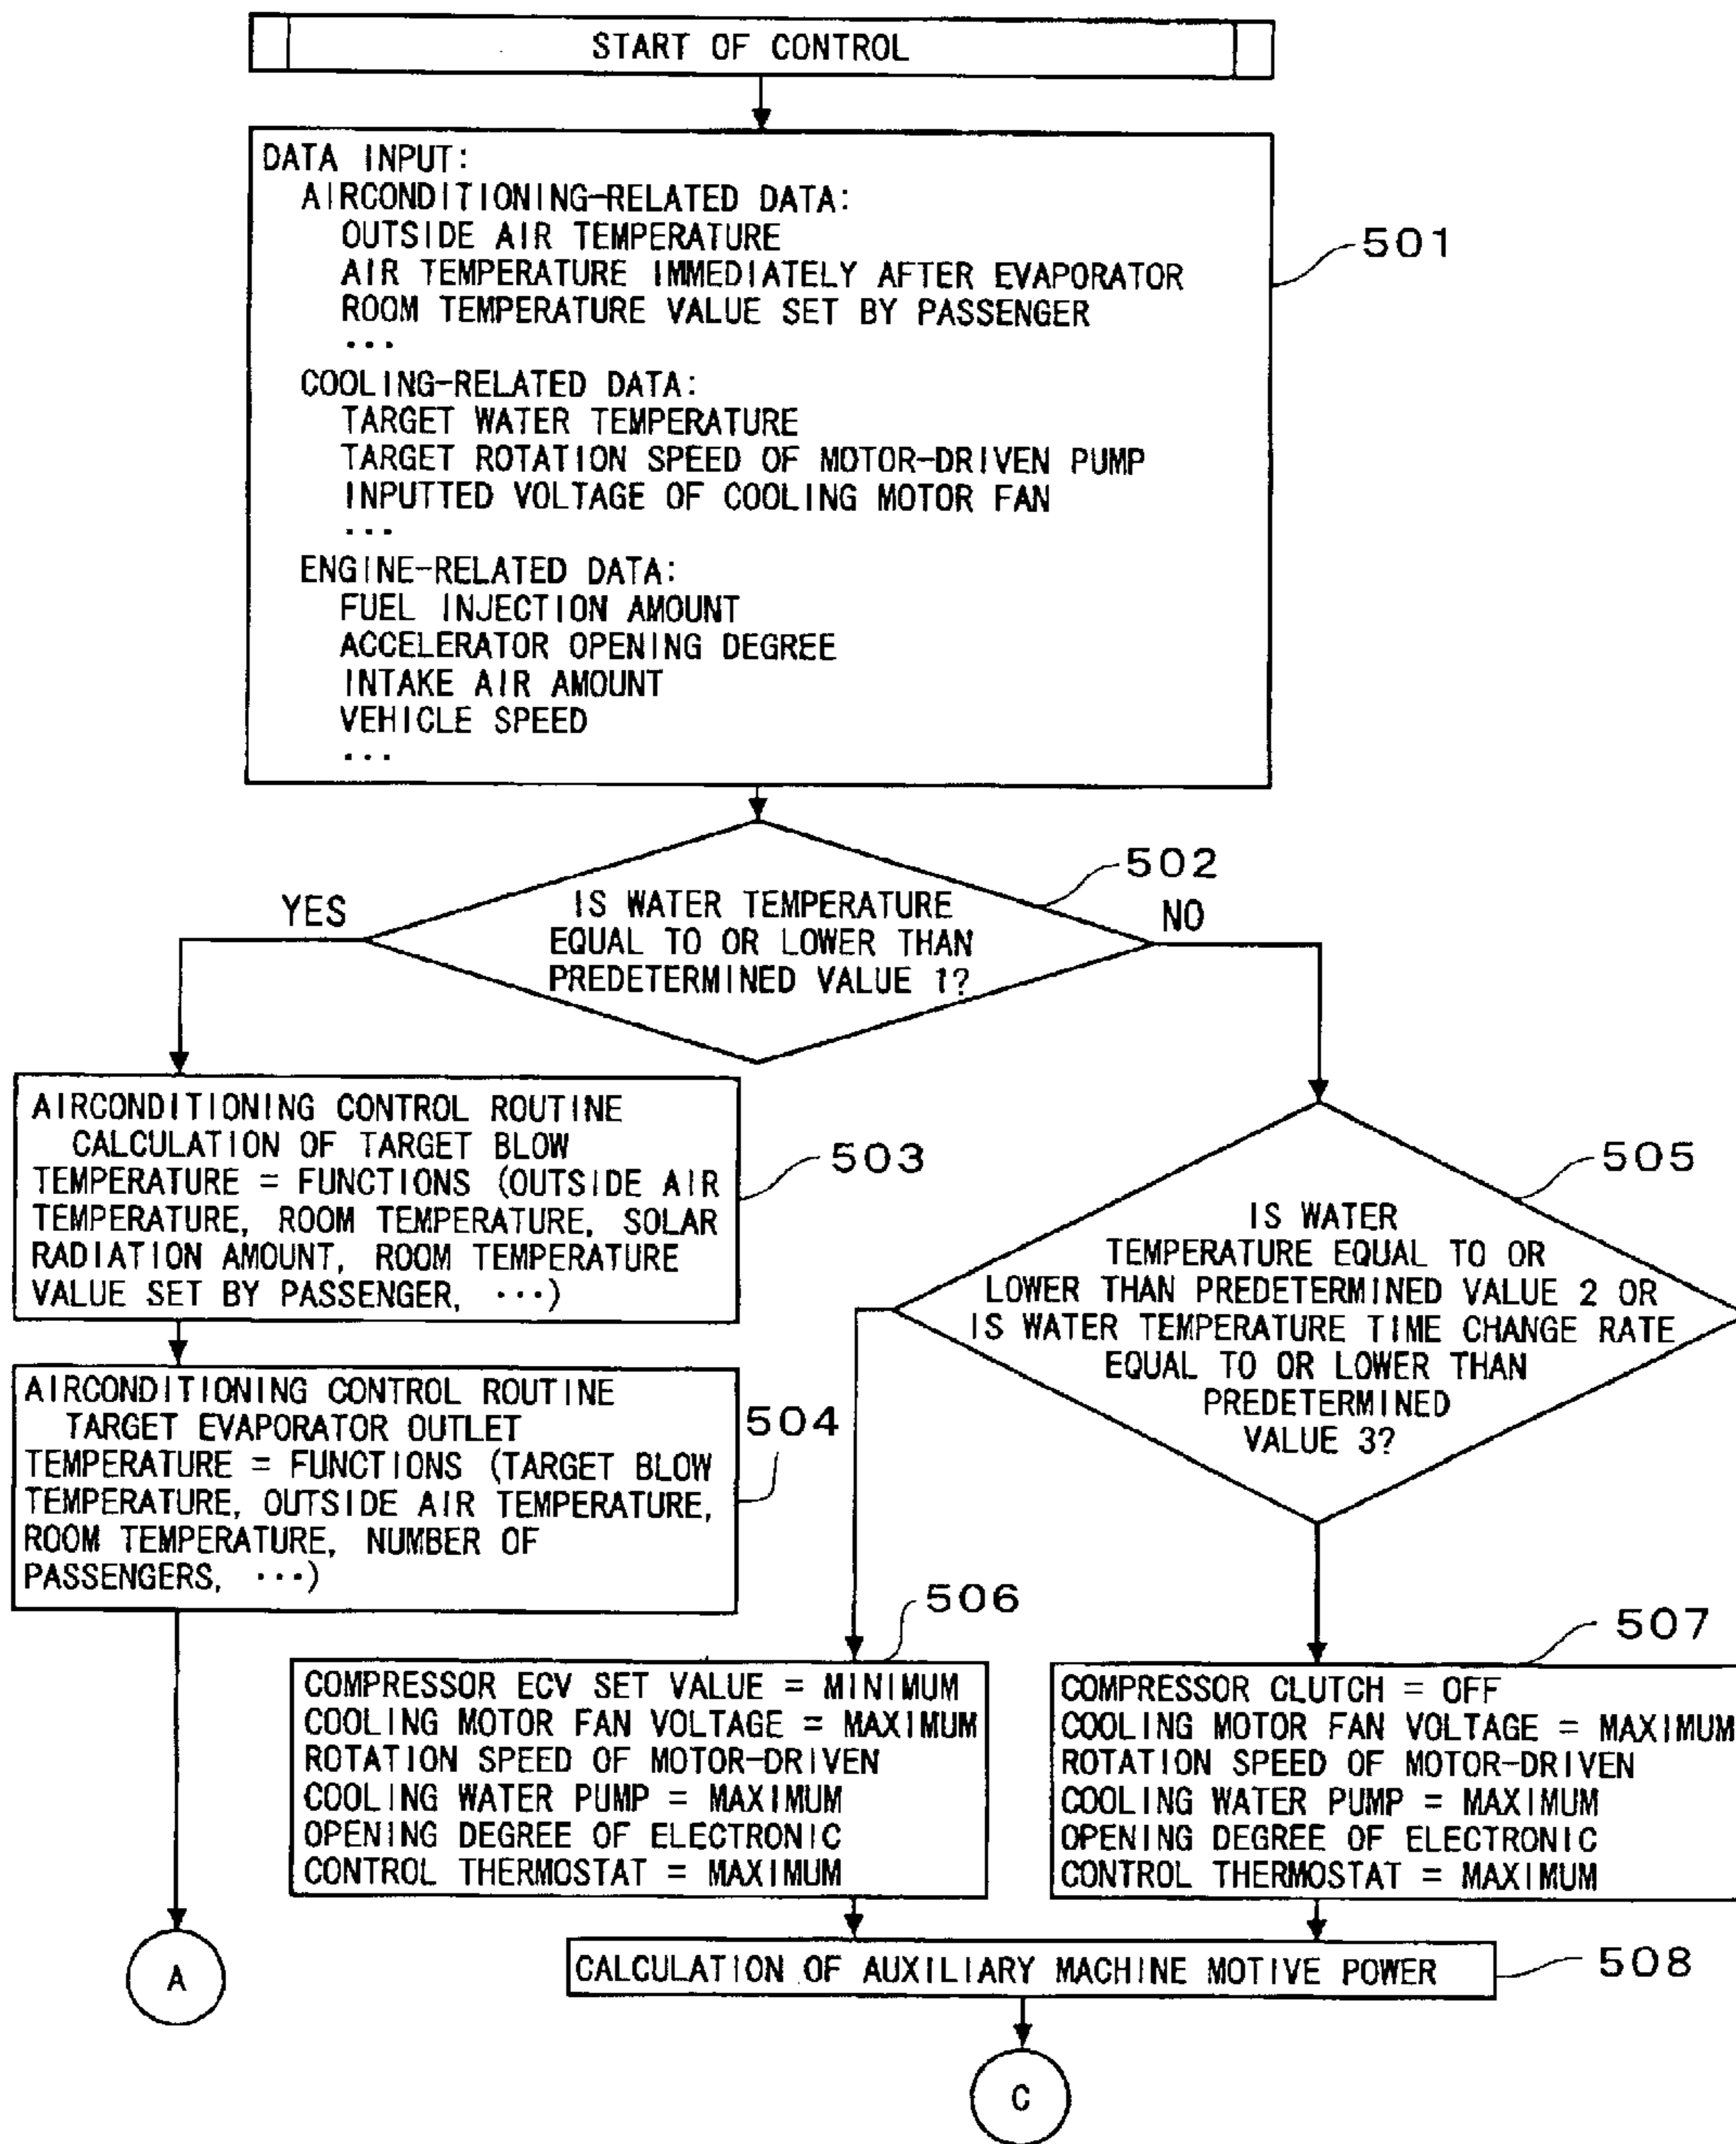 START OF CONTROL
DATA INPUT:
AIRCONDITIONING-RELATED DATA:
OUTSIDE AIR TEMPERATURE
AIR TEMPERATURE IMMEDIATELY AFTER EVAPORATOR
ROOM TEMPERATURE VALUE SET BY PASSENGER
...
COOLING-RELATED DATA:
TARGET WATER TEMPERATURE
TARGET ROTATION SPEED OF MOTOR-DRIVEN PUMP
INPUTTED VOLTAGE OF COOLING MOTOR FAN
...
ENGINE-RELATED DATA:
FUEL INJECTION AMOUNT
ACCELERATOR OPENING DEGREE
INTAKE AIR AMOUNT
VEHICLE SPEED
...
501
502
YES
IS WATER TEMPERATURE
EQUAL TO OR LOWER THAN
PREDETERMINED VALUE 1?
NO
AIRCONDITIONING CONTROL ROUTINE
CALCULATION OF TARGET BLOW
TEMPERATURE = FUNCTIONS (OUTSIDE AIR
TEMPERATURE, ROOM TEMPERATURE, SOLAR
RADIATION AMOUNT, ROOM TEMPERATURE
VALUE SET BY PASSENGER, ···)
503
AIRCONDITIONING CONTROL ROUTINE
TARGET EVAPORATOR OUTLET
TEMPERATURE = FUNCTIONS (TARGET BLOW
TEMPERATURE, OUTSIDE AIR TEMPERATURE,
ROOM TEMPERATURE, NUMBER OF
PASSENGERS, ···)
504
A
505
IS WATER
TEMPERATURE EQUAL TO OR
LOWER THAN PREDETERMINED VALUE 2 OR
IS WATER TEMPERATURE TIME CHANGE RATE
EQUAL TO OR LOWER THAN
PREDETERMINED
VALUE 3?
506
COMPRESSOR ECV SET VALUE = MINIMUM
COOLING MOTOR FAN VOLTAGE = MAXIMUM
ROTATION SPEED OF MOTOR-DRIVEN
COOLING WATER PUMP = MAXIMUM
OPENING DEGREE OF ELECTRONIC
CONTROL THERMOSTAT = MAXIMUM
507
COMPRESSOR CLUTCH = OFF
COOLING MOTOR FAN VOLTAGE = MAXIMUM
ROTATION SPEED OF MOTOR-DRIVEN
COOLING WATER PUMP = MAXIMUM
OPENING DEGREE OF ELECTRONIC
CONTROL THERMOSTAT = MAXIMUM
CALCULATION OF AUXILIARY MACHINE MOTIVE POWER
508
C